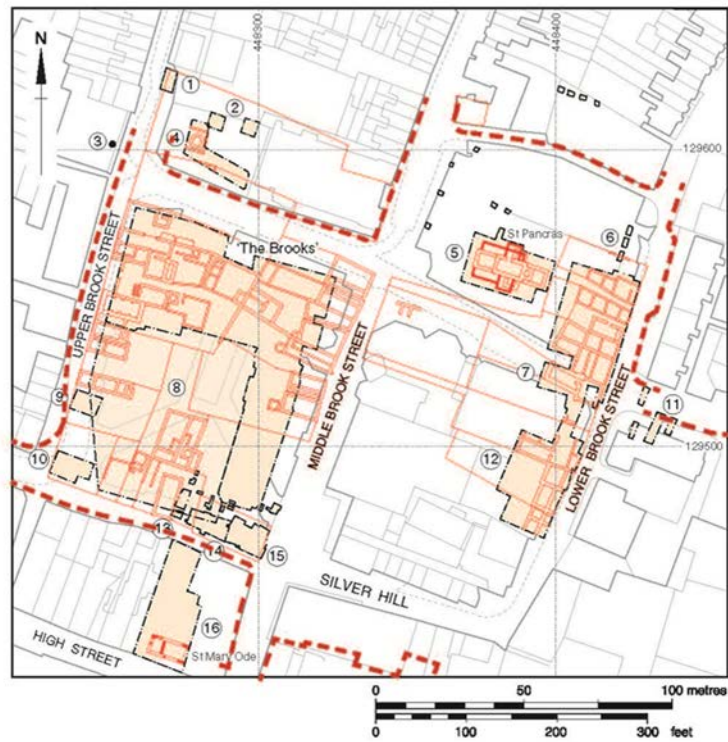 448300
448400
N
①
②
③
④
129600
'The Brooks'
St Pancras
⑤
⑥
UPPER BROOK STREET
MIDDLE BROOK STREET
LOWER BROOK STREET
⑦
⑧
⑨
⑩
⑪
129500
⑫
⑬
⑭
⑮
SILVER HILL
⑯
HIGH STREET
St Mary Ode
0 50 100 metres
0 100 200 300 feet